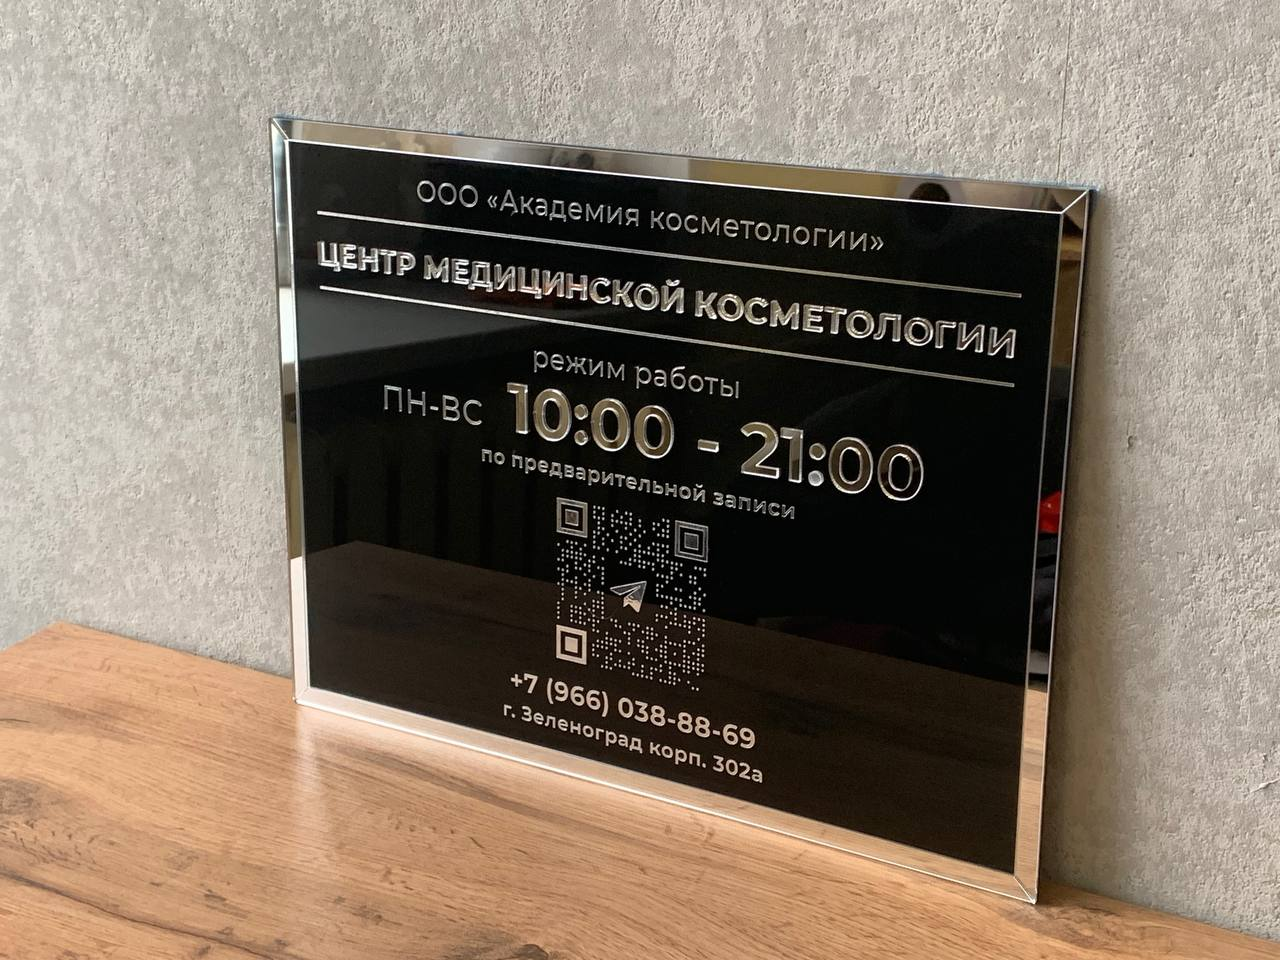 ООО «Академия косметологии»
ЦЕНТР МЕДИЦИНСКОЙ КОСМЕТОЛОГИИ
режим работы
ПН-ВС 10:00 - 21:00
по предварительной записи
+7 (966) 038-88-69
г. Зеленоград корп. 302а